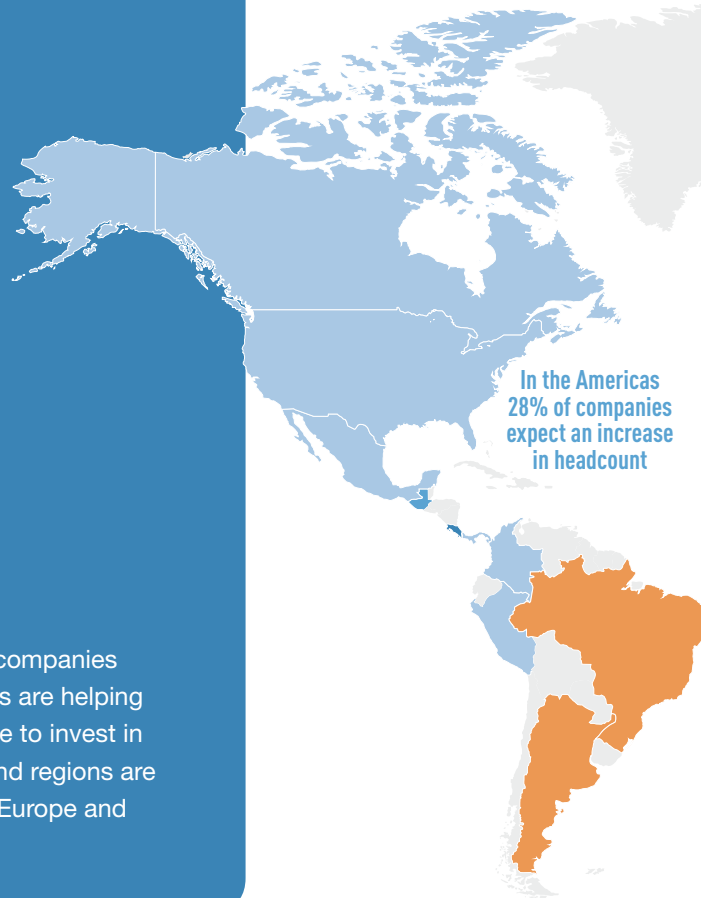 In the Americas
28% of companies
expect an increase
in headcount
companies
s are helping
e to invest in
nd regions are
Europe and